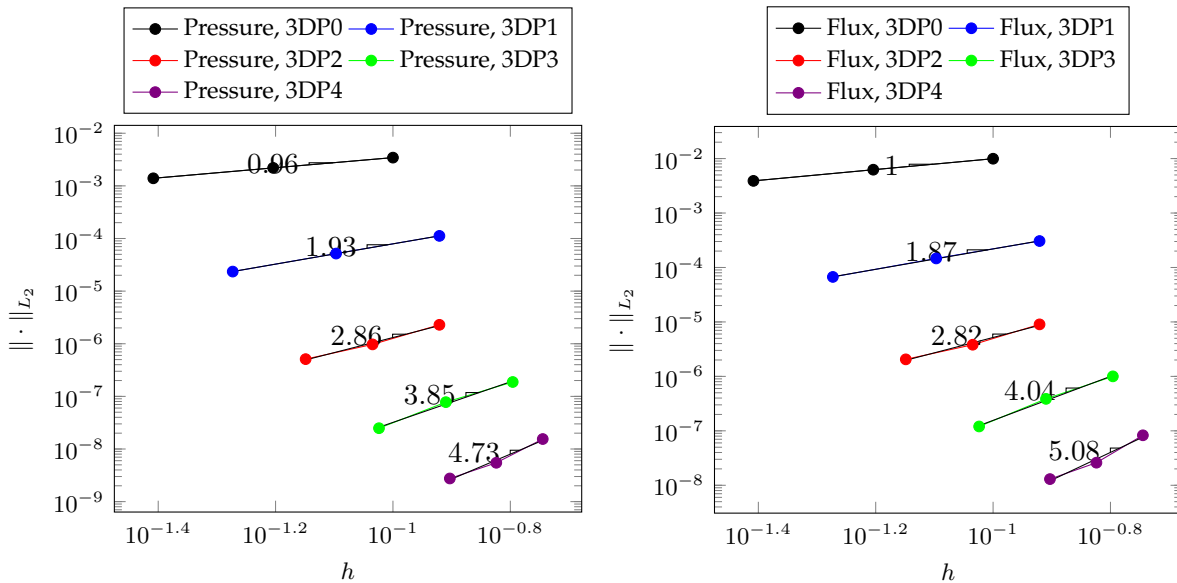 Pressure, 3DP0 Pressure, 3DP1
Pressure, 3DP2 Pressure, 3DP3
Pressure, 3DP4
10^{-2}
10^{-3}
10^{-4}
10^{-5}
10^{-6}
10^{-7}
10^{-8}
10^{-9}
|| · ||_{L_2}
0.96
1.93
2.86
3.85
4.73
10^{-1.4} 10^{-1.2} 10^{-1} 10^{-0.8}
h
Flux, 3DP0 Flux, 3DP1
Flux, 3DP2 Flux, 3DP3
Flux, 3DP4
10^{-2}
10^{-3}
10^{-4}
10^{-5}
10^{-6}
10^{-7}
10^{-8}
|| · ||_{L_2}
1
1.87
2.82
4.04
5.08
10^{-1.4} 10^{-1.2} 10^{-1} 10^{-0.8}
h